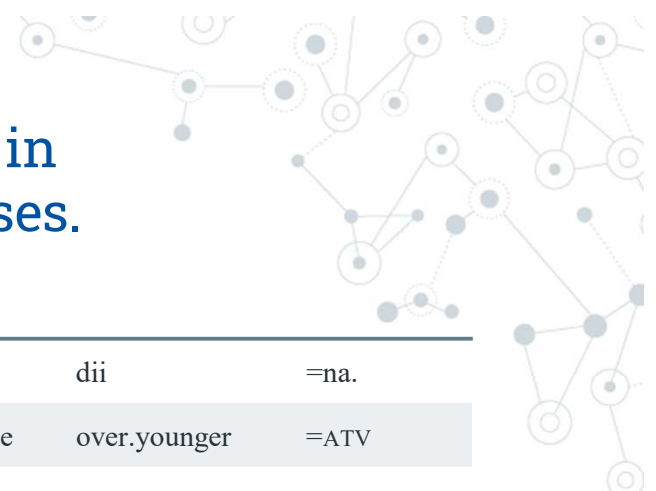 in
ses.
dii =na.
e over.younger =ATV